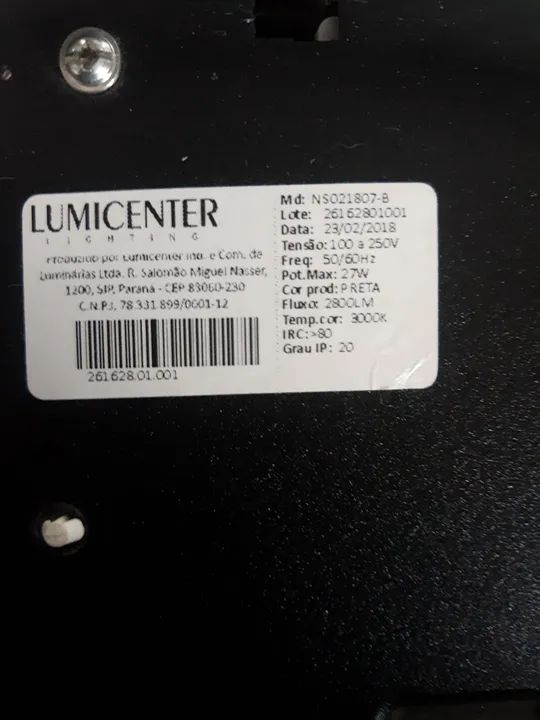 LUMICENTER
LIGHTING
Produzido por Lumicenter Ind. e Com. de
Luminárias Ltda. R. Salomão Miguel Nasser,
1200, SJP, Paraná - CEP 83060-230
C.N.P.J. 78.331.899/0001-12
261628.01.001
Md: NS021807-B
Lote: 26162801001
Data: 23/02/2018
Tensão: 100 a 250V
Freq: 50/60Hz
Pot.Max: 27W
Cor prod: PRETA
Fluxo: 2800LM
Temp.cor: 3000K
IRC:>80
Grau IP: 20